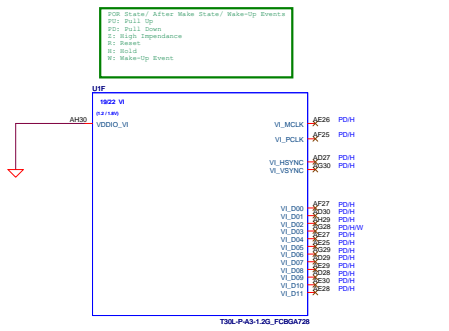 POR State/ After Wake State/ Wake-Up Events
PU: Pull Up
PD: Pull Down
Z: High Impendance
R: Reset
H: Hold
W: Wake-Up Event
U1F
19/22 VI
(1.2 / 1.8V)
AH30 VDDIO_VI
VI_MCLK AE26 PD/H
VI_PCLK AF25 PD/H
VI_HSYNC AD27 PD/H
VI_VSYNC AG30 PD/H
VI_D00 AF27 PD/H
VI_D01 AD30 PD/H
VI_D02 AH29 PD/H
VI_D03 AG28 PD/H/W
VI_D04 AE27 PD/H
VI_D05 AE25 PD/H
VI_D06 AG29 PD/H
VI_D07 AD29 PD/H
VI_D08 AE29 PD/H
VI_D09 AD28 PD/H
VI_D10 AE30 PD/H
VI_D11 AE28 PD/H
T30L-P-A3-1.2G_FCBGA728